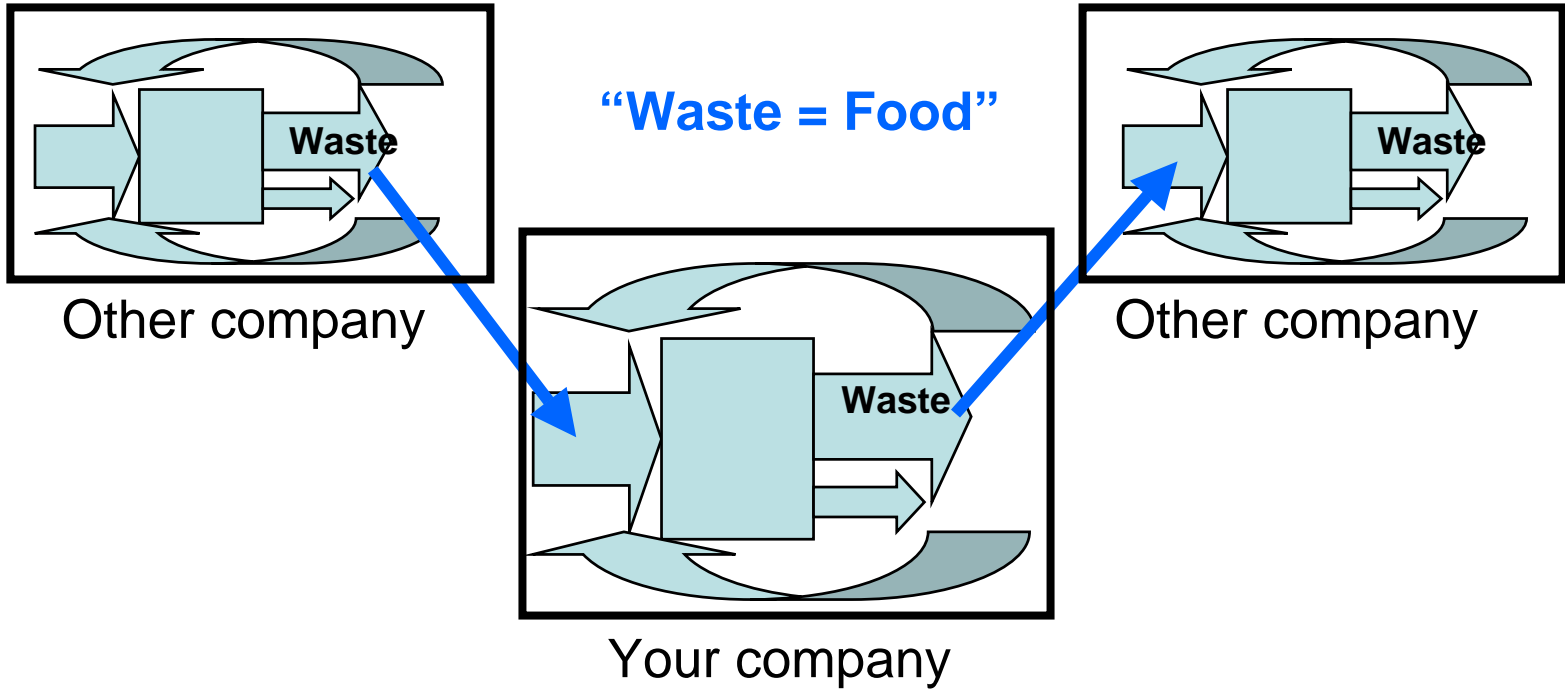 “Waste = Food”
Waste
Waste
Other company
Other company
Waste
Your company